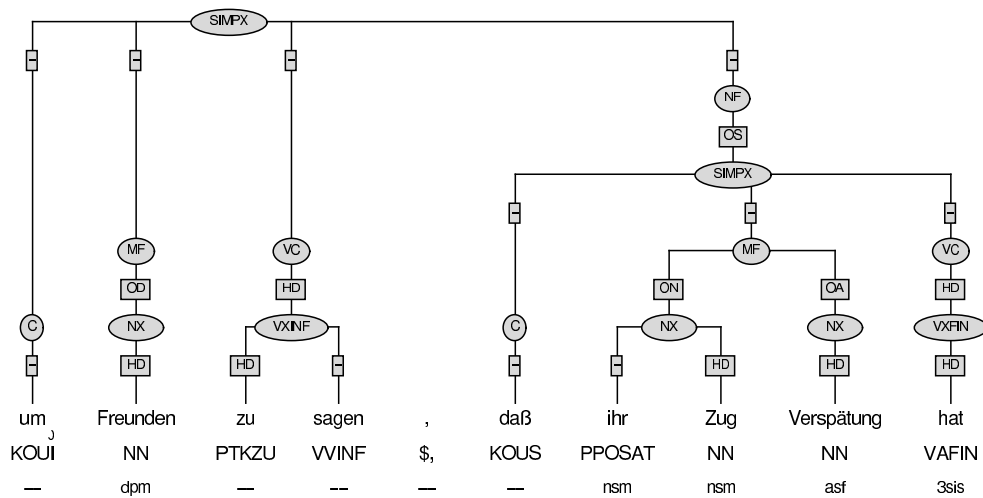 SIMPX
- - - -
NF
OS
SIMPX
- - -
MF VC MF VC
OD HD ON OA HD
C NX VXINF C NX NX VXFIN
- HD HD - - - HD HD HD
um Freunden zu sagen , daß ihr Zug Verspätung hat
KOUI NN PTKZU VVINF $, KOUS PPOSAT NN NN VAFIN
-- dpm -- -- -- -- nsm nsm asf 3sis